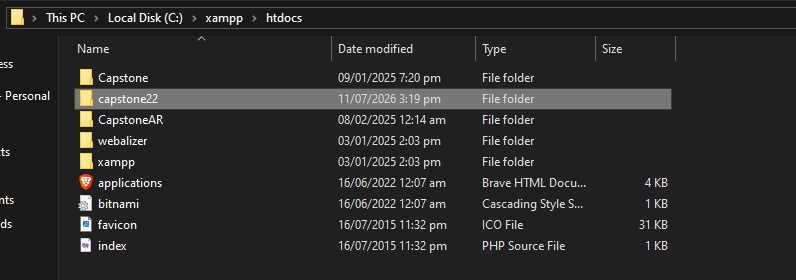 This PC > Local Disk (C:) > xampp > htdocs
Name Date modified Type Size
ess
- Personal
ts
nts
ds
Capstone 09/01/2025 7:20 pm File folder
capstone22 11/07/2026 3:19 pm File folder
CapstoneAR 08/02/2025 12:14 am File folder
webalizer 03/01/2025 2:03 pm File folder
xampp 03/01/2025 2:03 pm File folder
applications 16/06/2022 12:07 am Brave HTML Docu... 4 KB
bitnami 16/06/2022 12:07 am Cascading Style S... 1 KB
favicon 16/07/2015 11:32 pm ICO File 31 KB
index 16/07/2015 11:32 pm PHP Source File 1 KB